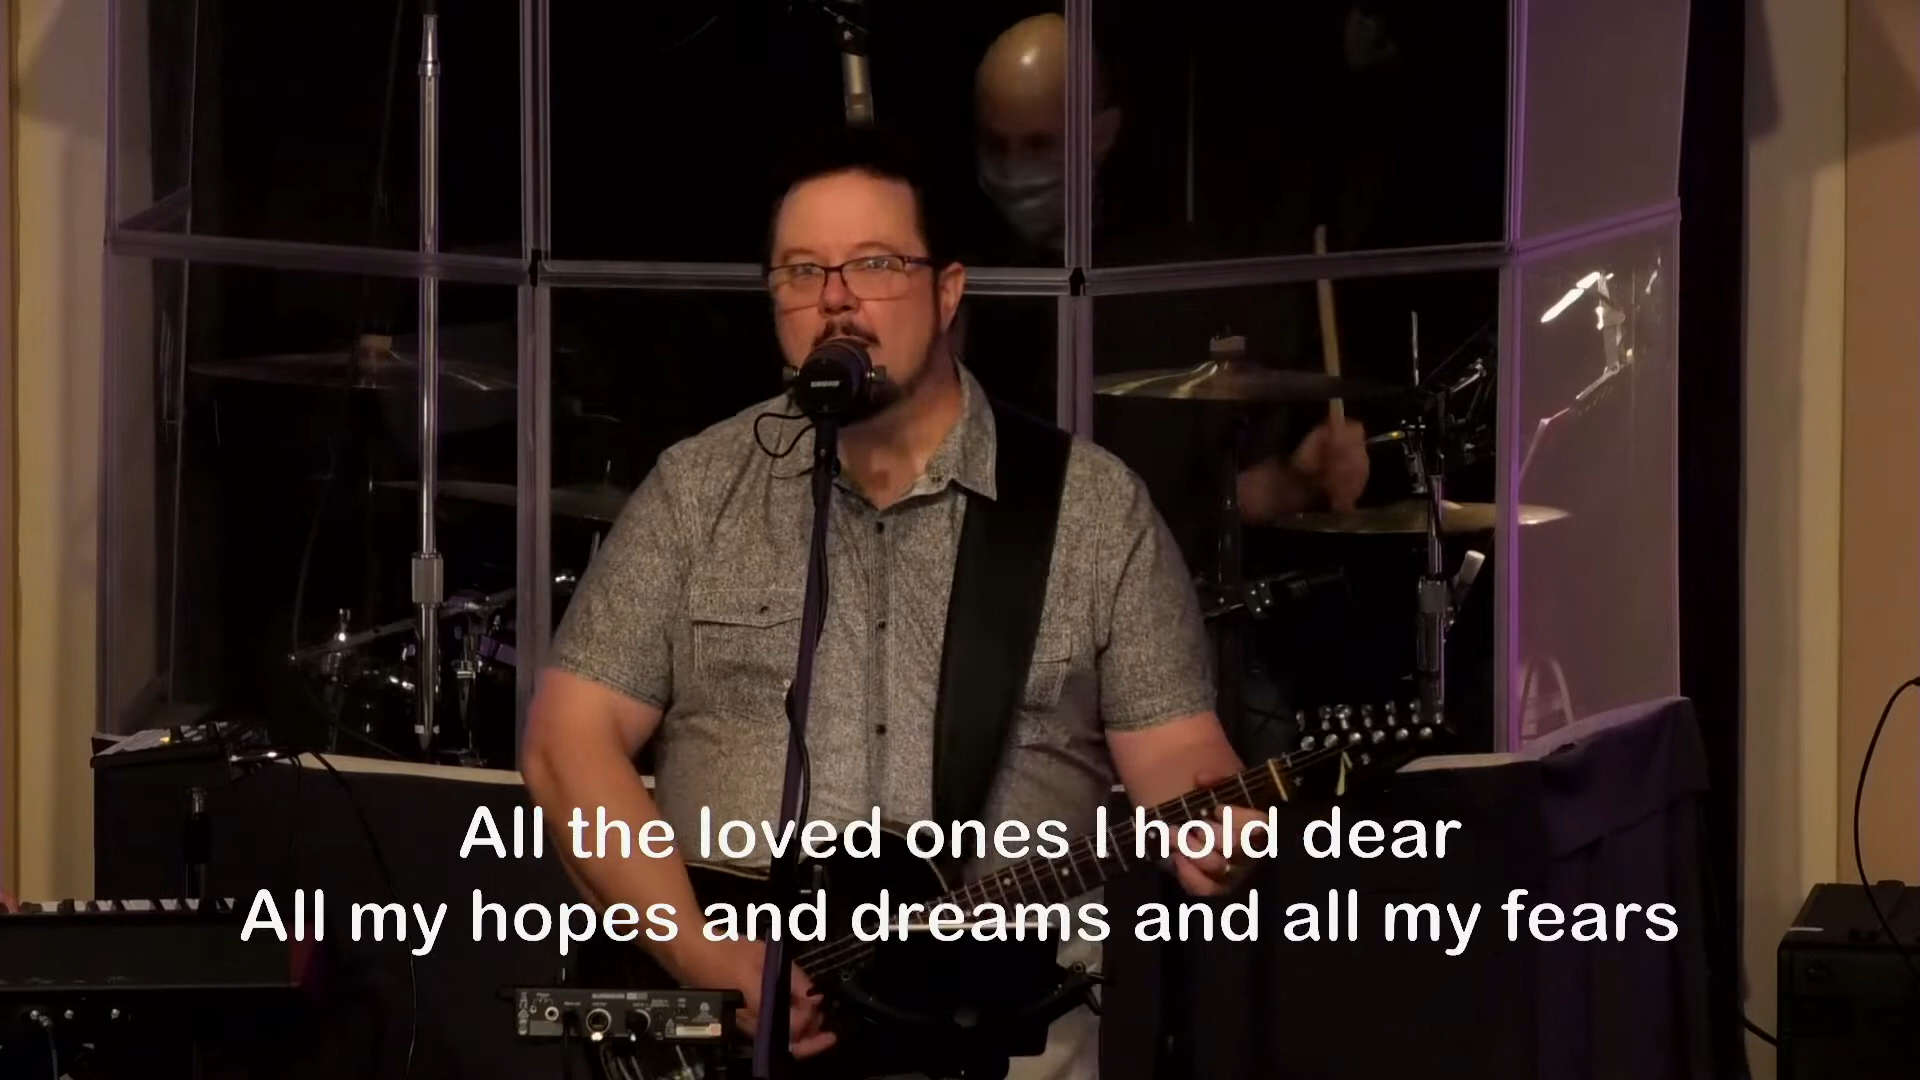 All the loved ones I hold dear
All my hopes and dreams and all my fears